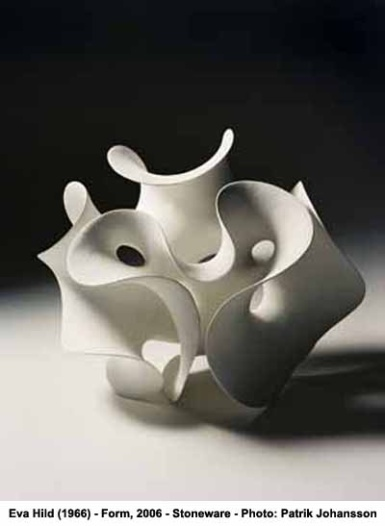 Eva Hild (1966) - Form, 2006 - Stoneware - Photo: Patrik Johansson